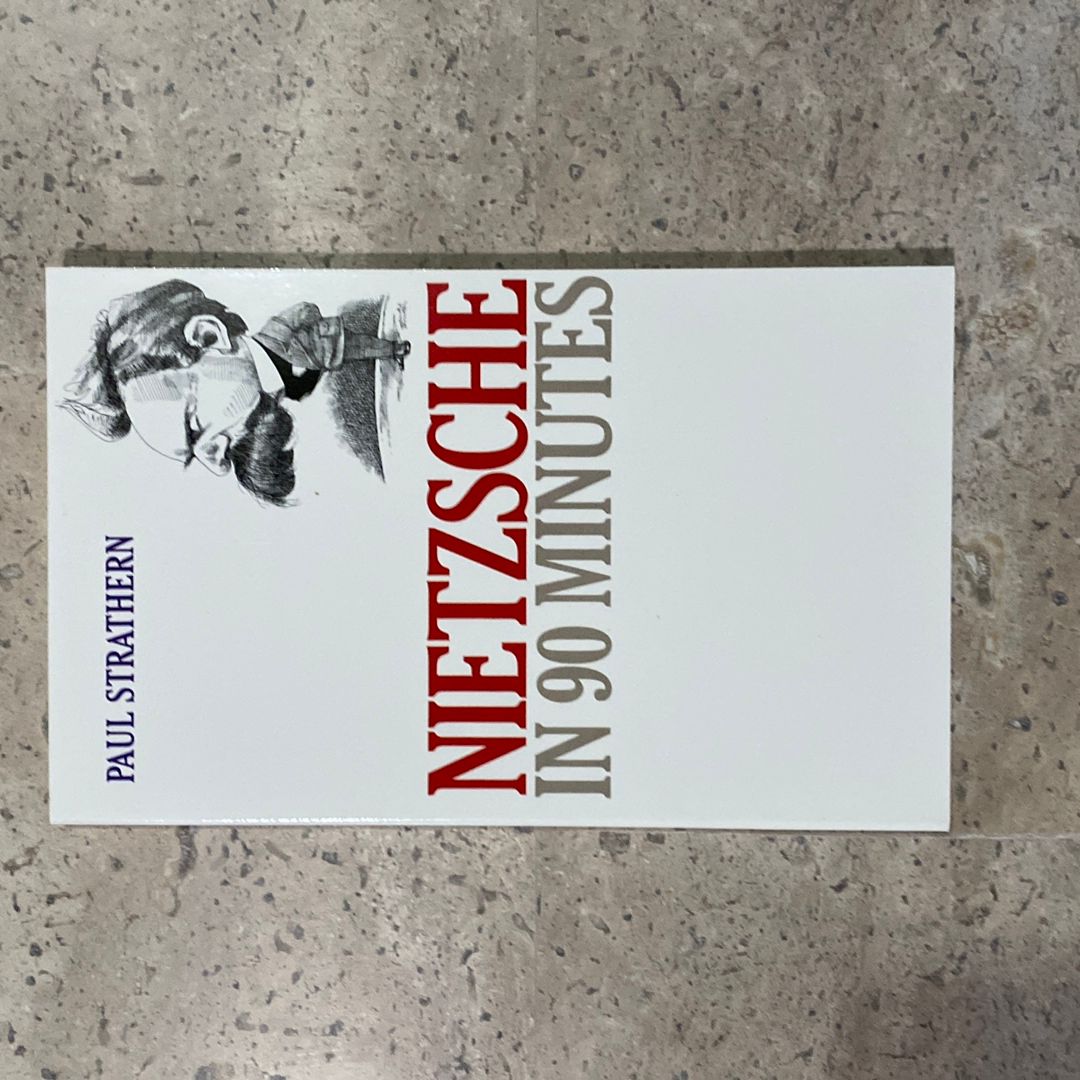 PAUL STRATHERN
NIETZSCHE
IN 90 MINUTES